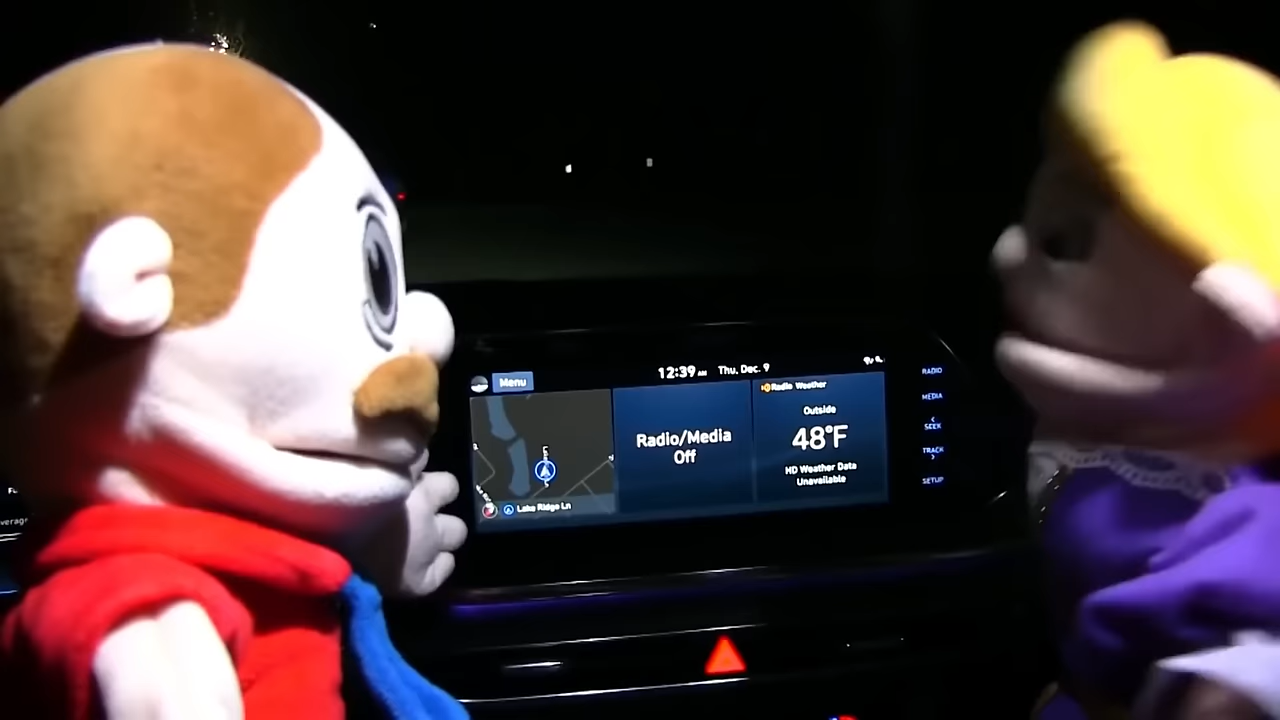 12:39 AM Thu, Dec. 9
Menu
Radio Weather
Outside
48°F
HD Weather Data
Unavailable
Radio/Media
Off
Lake Ridge Ln
RADIO
MEDIA
< SEEK
TRACK >
SETUP